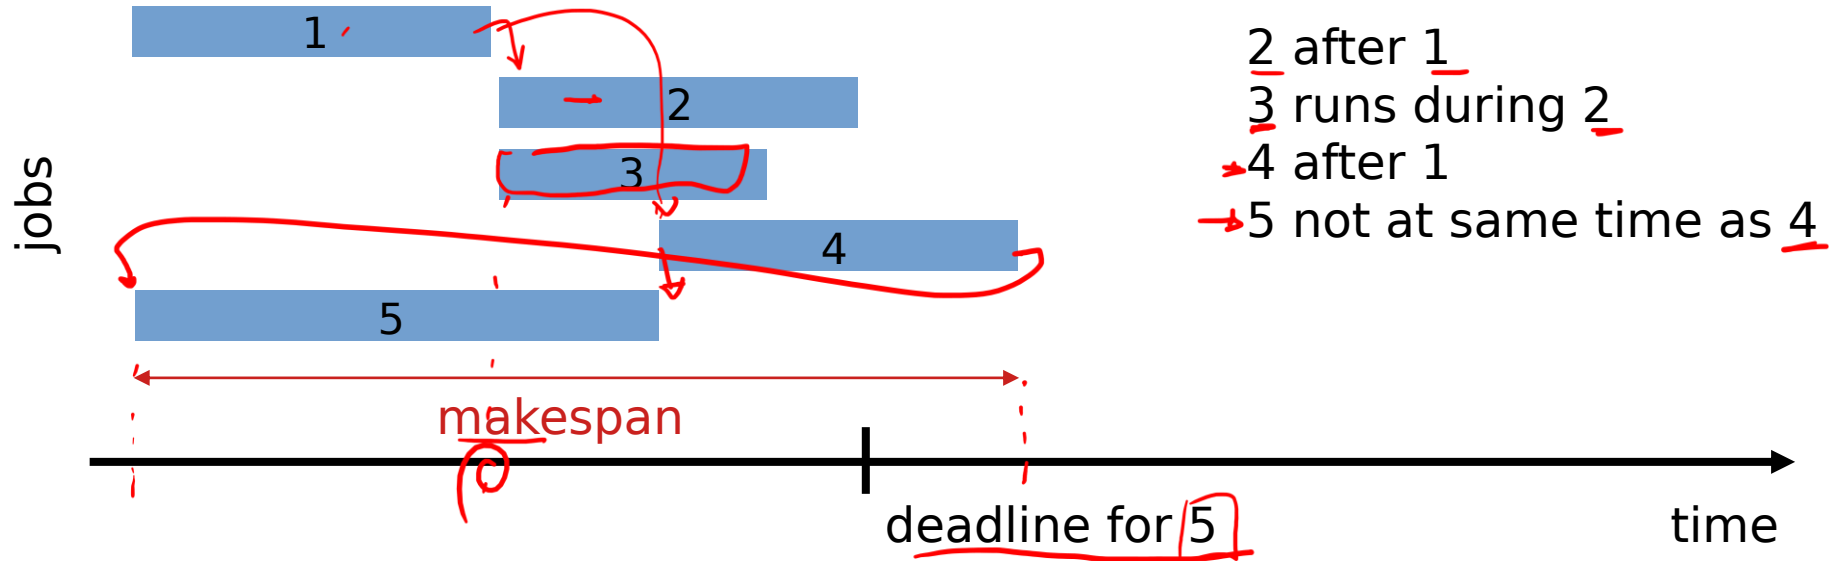 1
2
3
4
5
jobs
2 after 1
3 runs during 2
4 after 1
5 not at same time as 4
makespan
deadline for 5
time